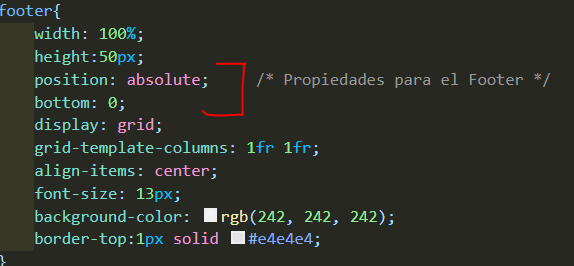 footer{
width: 100%;
height:50px;
position: absolute; /* Propiedades para el Footer */
bottom: 0;
display: grid;
grid-template-columns: 1fr 1fr;
align-items: center;
font-size: 13px;
background-color: rgb(242, 242, 242);
border-top:1px solid #e4e4e4;
}